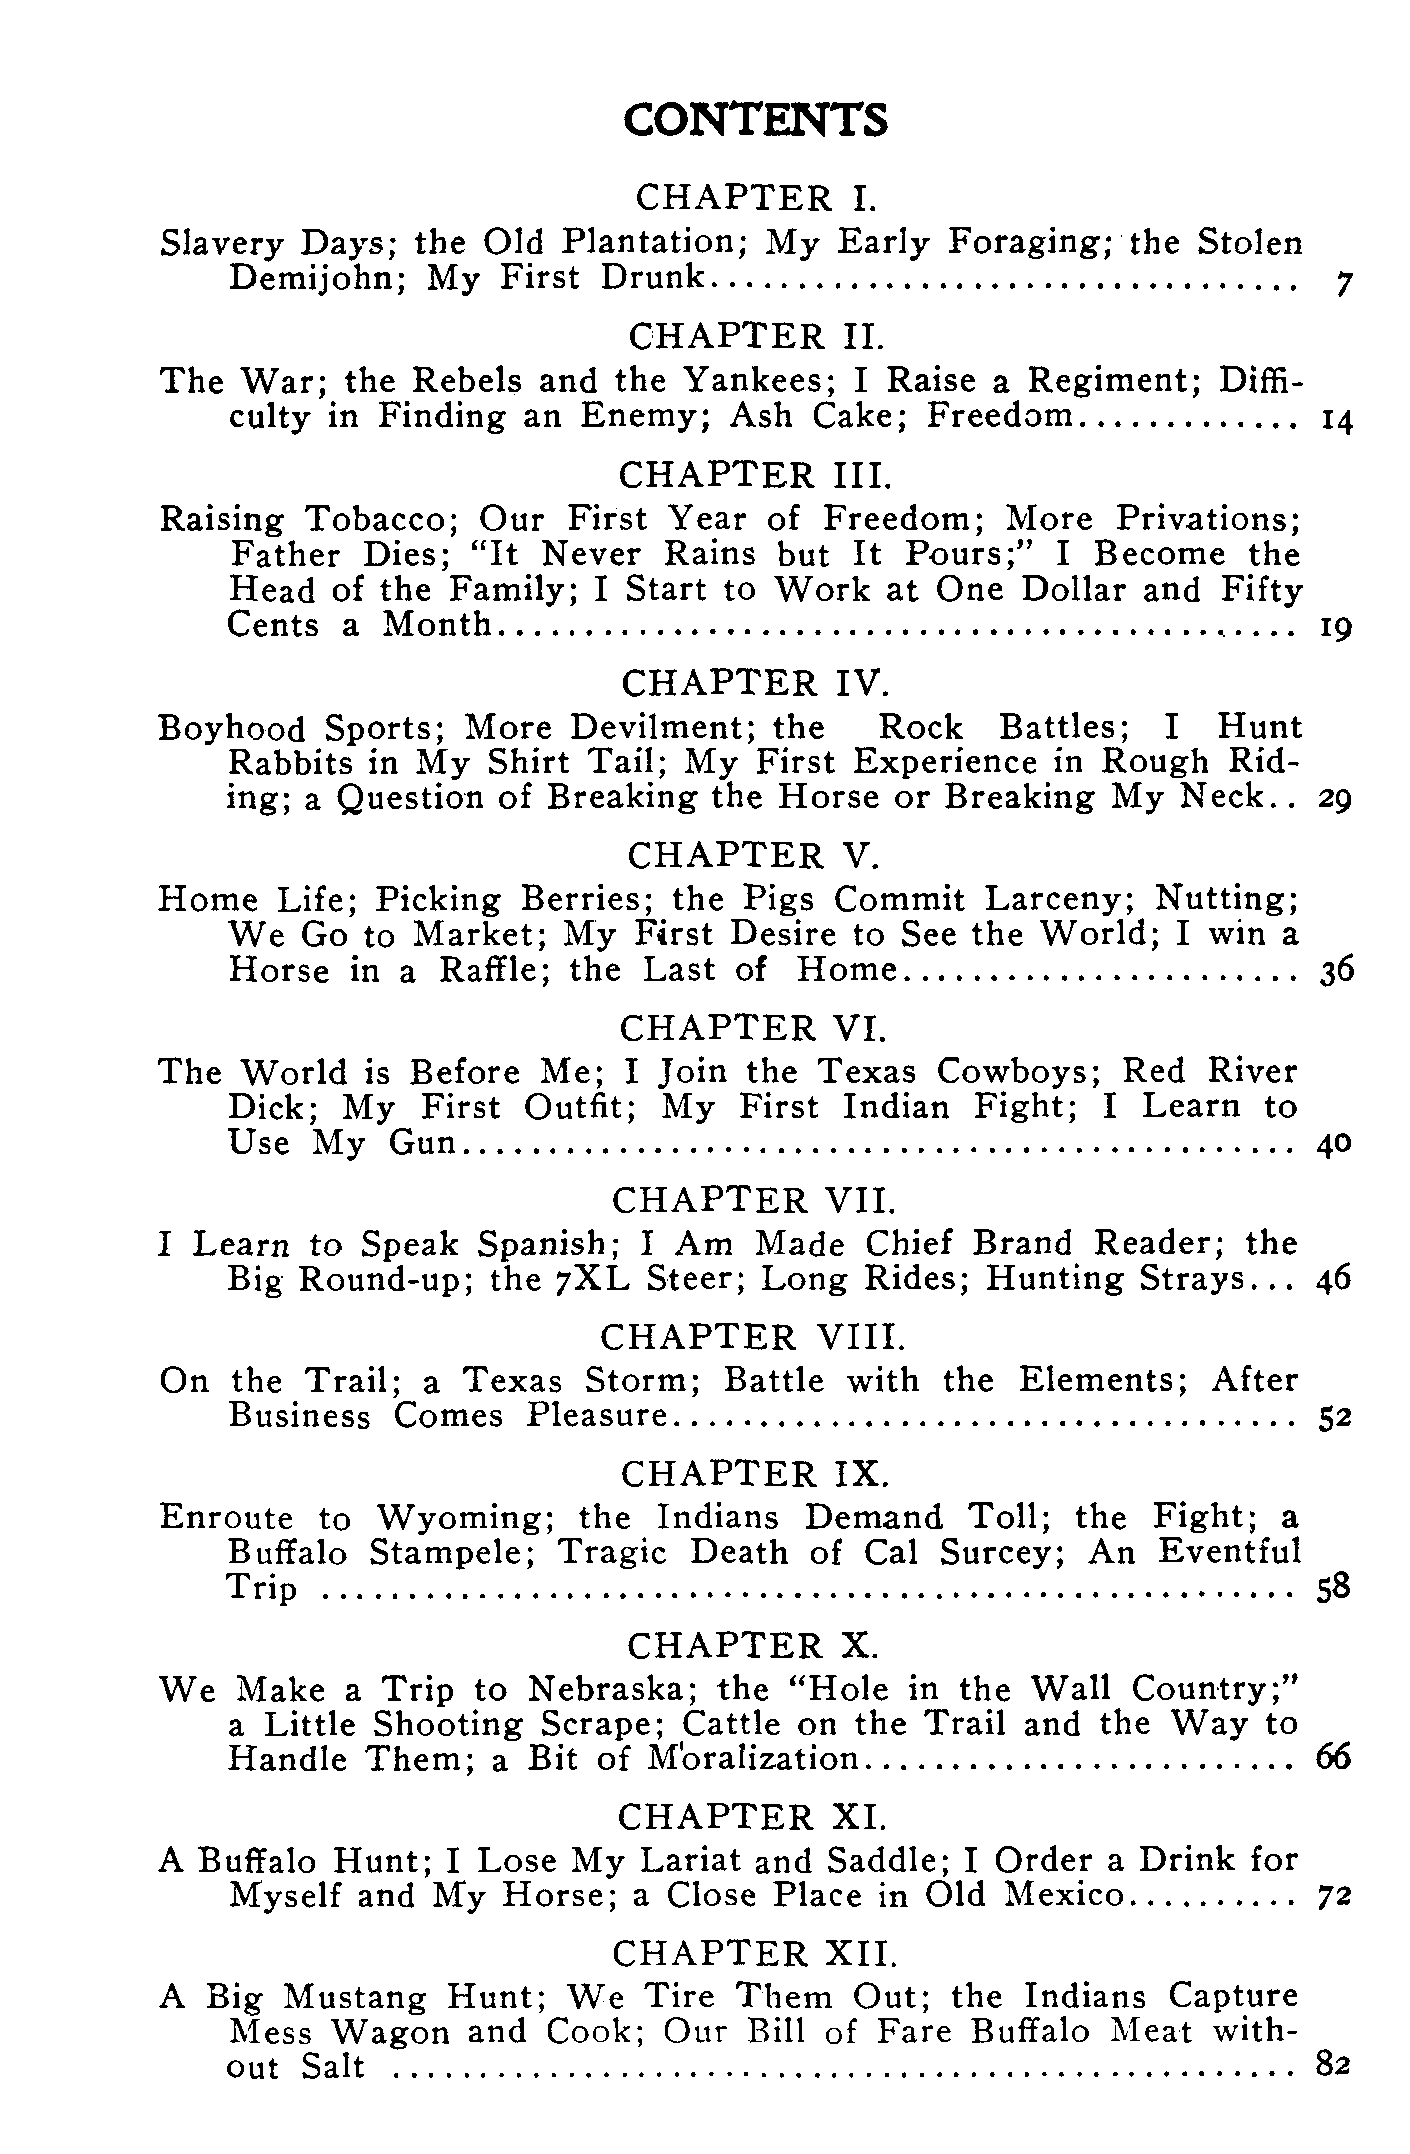 CONTENTS
CHAPTER I.
Slavery Days; the Old Plantation; My Early Foraging; the Stolen
Demijohn; My First Drunk................................. 7
CHAPTER II.
The War; the Rebels and the Yankees; I Raise a Regiment; Diffi-
culty in Finding an Enemy; Ash Cake; Freedom............. 14
CHAPTER III.
Raising Tobacco; Our First Year of Freedom; More Privations;
Father Dies; “It Never Rains but It Pours;” I Become the
Head of the Family; I Start to Work at One Dollar and Fifty
Cents a Month.............................................. 19
CHAPTER IV.
Boyhood Sports; More Devilment; the Rock Battles; I Hunt
Rabbits in My Shirt Tail; My First Experience in Rough Rid-
ing; a Question of Breaking the Horse or Breaking My Neck.. 29
CHAPTER V.
Home Life; Picking Berries; the Pigs Commit Larceny; Nutting;
We Go to Market; My First Desire to See the World; I win a
Horse in a Raffle; the Last of Home....................... 36
CHAPTER VI.
The World is Before Me; I Join the Texas Cowboys; Red River
Dick; My First Outfit; My First Indian Fight; I Learn to
Use My Gun................................................ 40
CHAPTER VII.
I Learn to Speak Spanish; I Am Made Chief Brand Reader; the
Big Round-up; the 7XL Steer; Long Rides; Hunting Strays... 46
CHAPTER VIII.
On the Trail; a Texas Storm; Battle with the Elements; After
Business Comes Pleasure.................................... 52
CHAPTER IX.
Enroute to Wyoming; the Indians Demand Toll; the Fight; a
Buffalo Stampele; Tragic Death of Cal Surcey; An Eventful
Trip ........................................................ 58
CHAPTER X.
We Make a Trip to Nebraska; the “Hole in the Wall Country;”
a Little Shooting Scrape; Cattle on the Trail and the Way to
Handle Them; a Bit of Moralization......................... 66
CHAPTER XI.
A Buffalo Hunt; I Lose My Lariat and Saddle; I Order a Drink for
Myself and My Horse; a Close Place in Old Mexico.......... 72
CHAPTER XII.
A Big Mustang Hunt; We Tire Them Out; the Indians Capture
Mess Wagon and Cook; Our Bill of Fare Buffalo Meat with-
out Salt .................................................... 82